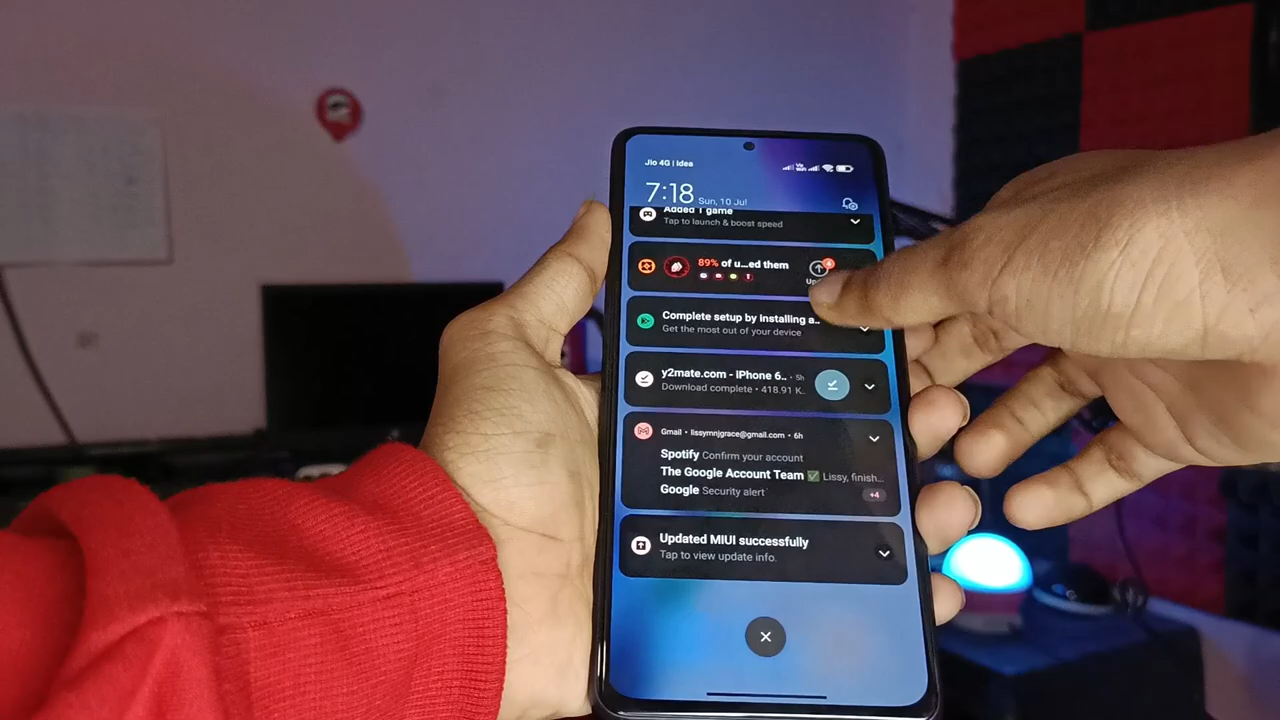 Jio 4G | Idea
7:18 Sun, 10 Jul
Added 1 game
Tap to launch & boost speed
89% of u...ed them
4
Complete setup by installing a..
Get the most out of your device
y2mate.com - iPhone 6.. • 5h
Download complete • 418.91 K..
Gmail • lissymnjgrace@gmail.com • 6h
Spotify Confirm your account
The Google Account Team ✅ Lissy, finish...
Google Security alert
+4
Updated MIUI successfully
Tap to view update info.